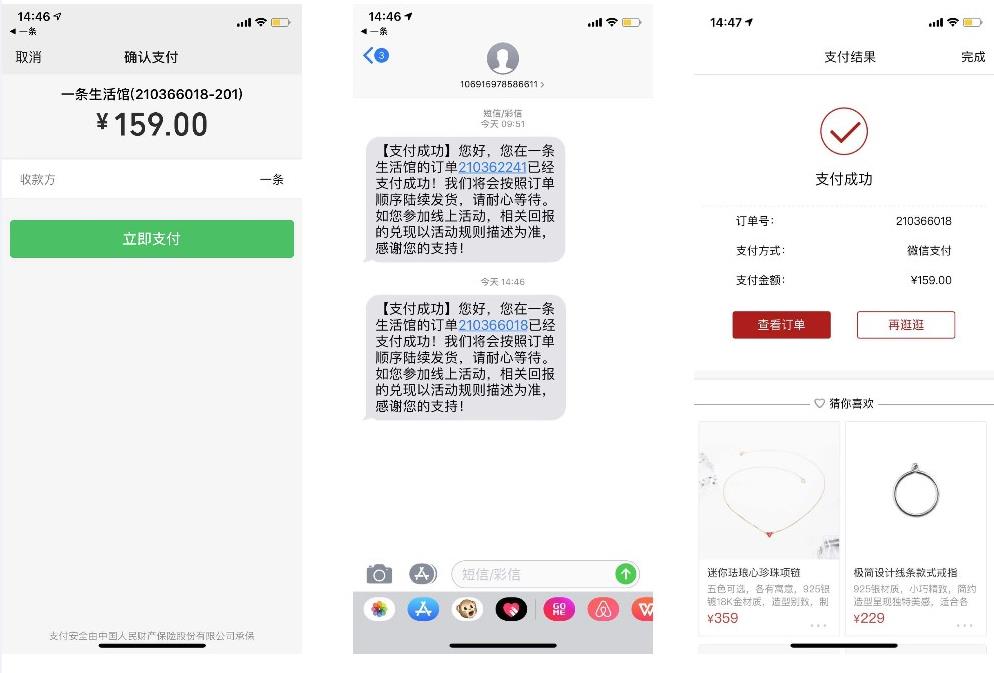 14:46
一条
取消
确认支付
一条生活馆(210366018-201)
¥159.00
收款方
一条
立即支付
支付安全由中国人民财产保险股份有限公司承保
14:46
一条
3
106916978586611
短信/彩信
今天 09:51
【支付成功】您好，您在一条
生活馆的订单210362241已经
支付成功！我们将会按照订单
顺序陆续发货，请耐心等待。
如您参加线上活动，相关回报
的兑现以活动规则描述为准，
感谢您的支持！
今天 14:46
【支付成功】您好，您在一条
生活馆的订单210366018已经
支付成功！我们将会按照订单
顺序陆续发货，请耐心等待。
如您参加线上活动，相关回报
的兑现以活动规则描述为准，
感谢您的支持！
短信/彩信
GO
ME
14:47
支付结果
完成
支付成功
订单号：
210366018
支付方式：
微信支付
支付金额：
¥159.00
查看订单
再逛逛
猜你喜欢
迷你珐琅心珍珠项链
五色可选，各有寓意，925银
镀18K金材质，造型别致，制
¥359
极简设计线条款式戒指
925银材质，小巧精致，简约
造型呈现独特美感，适合各
¥229